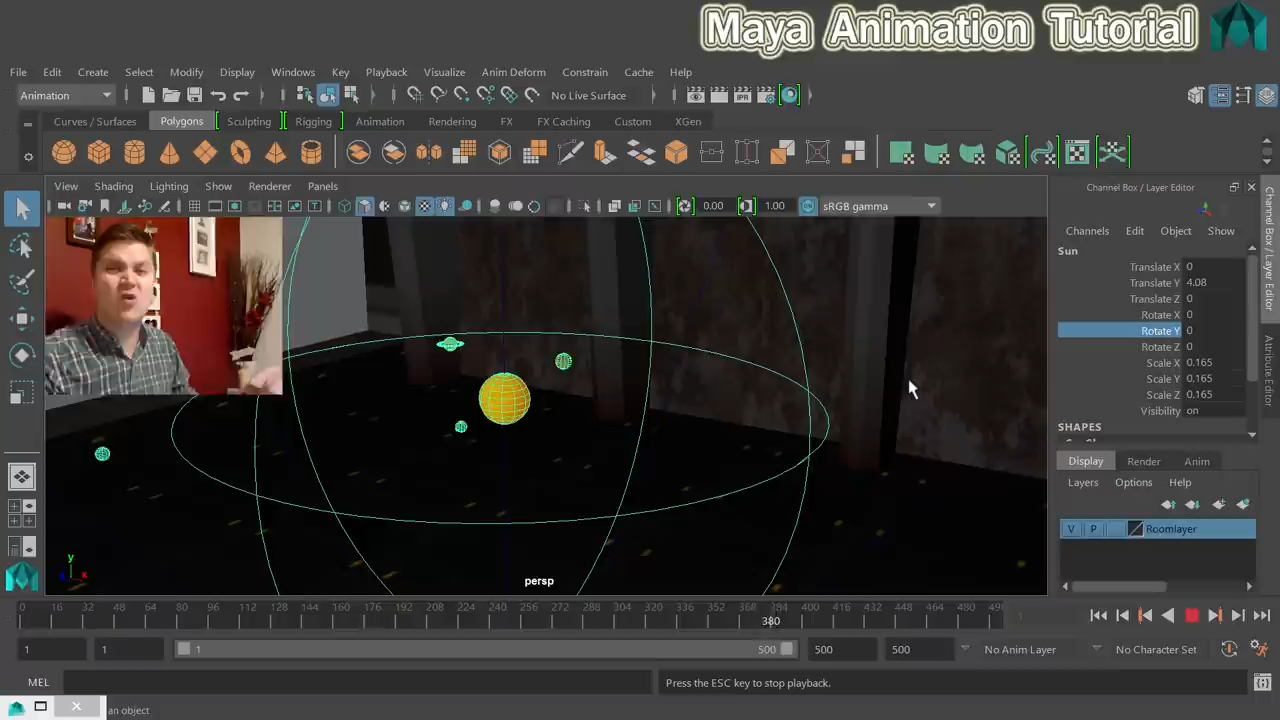 Maya Animation Tutorial
File Edit Create Select Modify Display Windows Key Playback Visualize Anim Deform Constrain Cache Help
Animation No Live Surface
Curves / Surfaces Polygons Sculpting Rigging Animation Rendering FX FX Caching Custom XGen
IPR
View Shading Lighting Show Renderer Panels
0.00 1.00 sRGB gamma
Channel Box / Layer Editor
Channels Edit Object Show
Sun
Translate X 0
Translate Y 4.08
Translate Z 0
Rotate X 0
Rotate Y 0
Rotate Z 0
Scale X 0.165
Scale Y 0.165
Scale Z 0.165
Visibility on
SHAPES
Display Render Anim
Layers Options Help
V P Roomlayer
Channel Box / Layer Editor
Attribute Editor
y
x
persp
0 16 32 48 64 80 96 112 128 144 160 176 192 208 224 240 256 272 288 304 320 336 352 368 384 400 416 432 448 464 480
380
1 1 1 500 500 500 No Anim Layer No Character Set
MEL Press the ESC key to stop playback.
an object